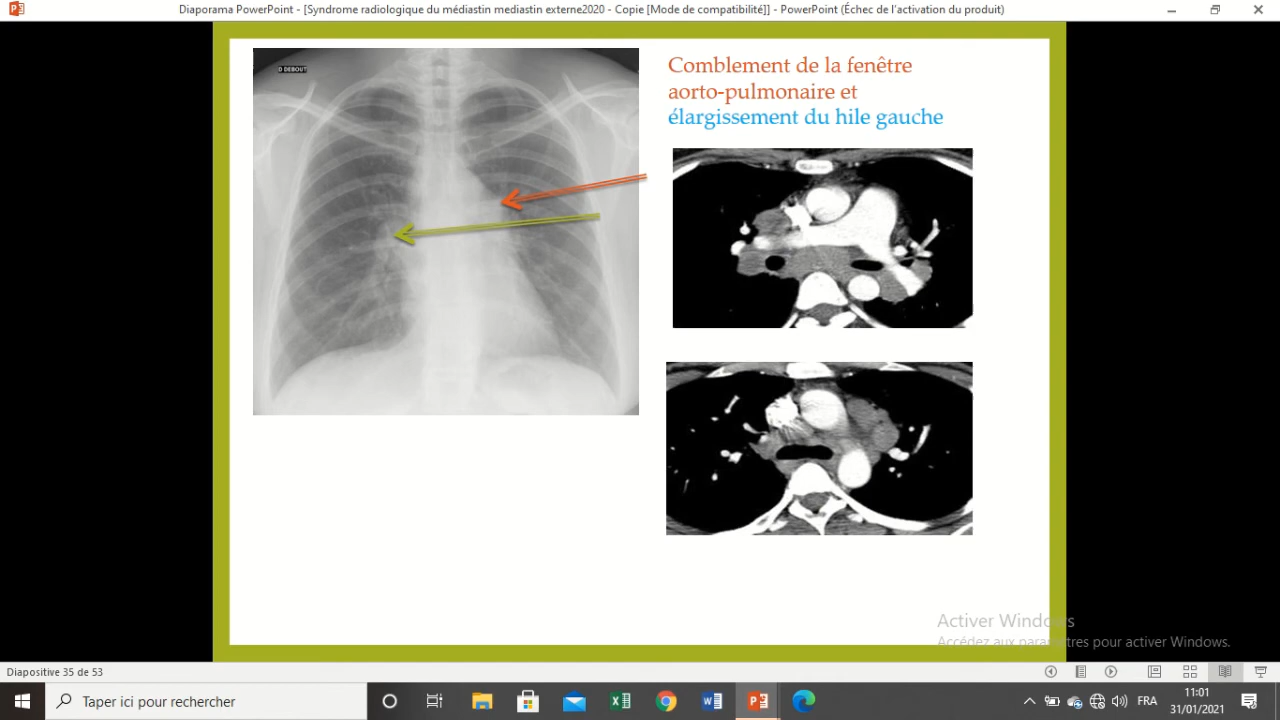 Diaporama PowerPoint - [Syndrome radiologique du médiastin mediastin externe2020 - Copie [Mode de compatibilité]] - PowerPoint (Échec de l'activation du produit)
D DEBOUT
Comblement de la fenêtre
aorto-pulmonaire et
élargissement du hile gauche
Activer Windows
Accédez aux paramètres pour activer Windows.
Diapositive 35 de 53
Taper ici pour rechercher
FRA
11:01
31/01/2021